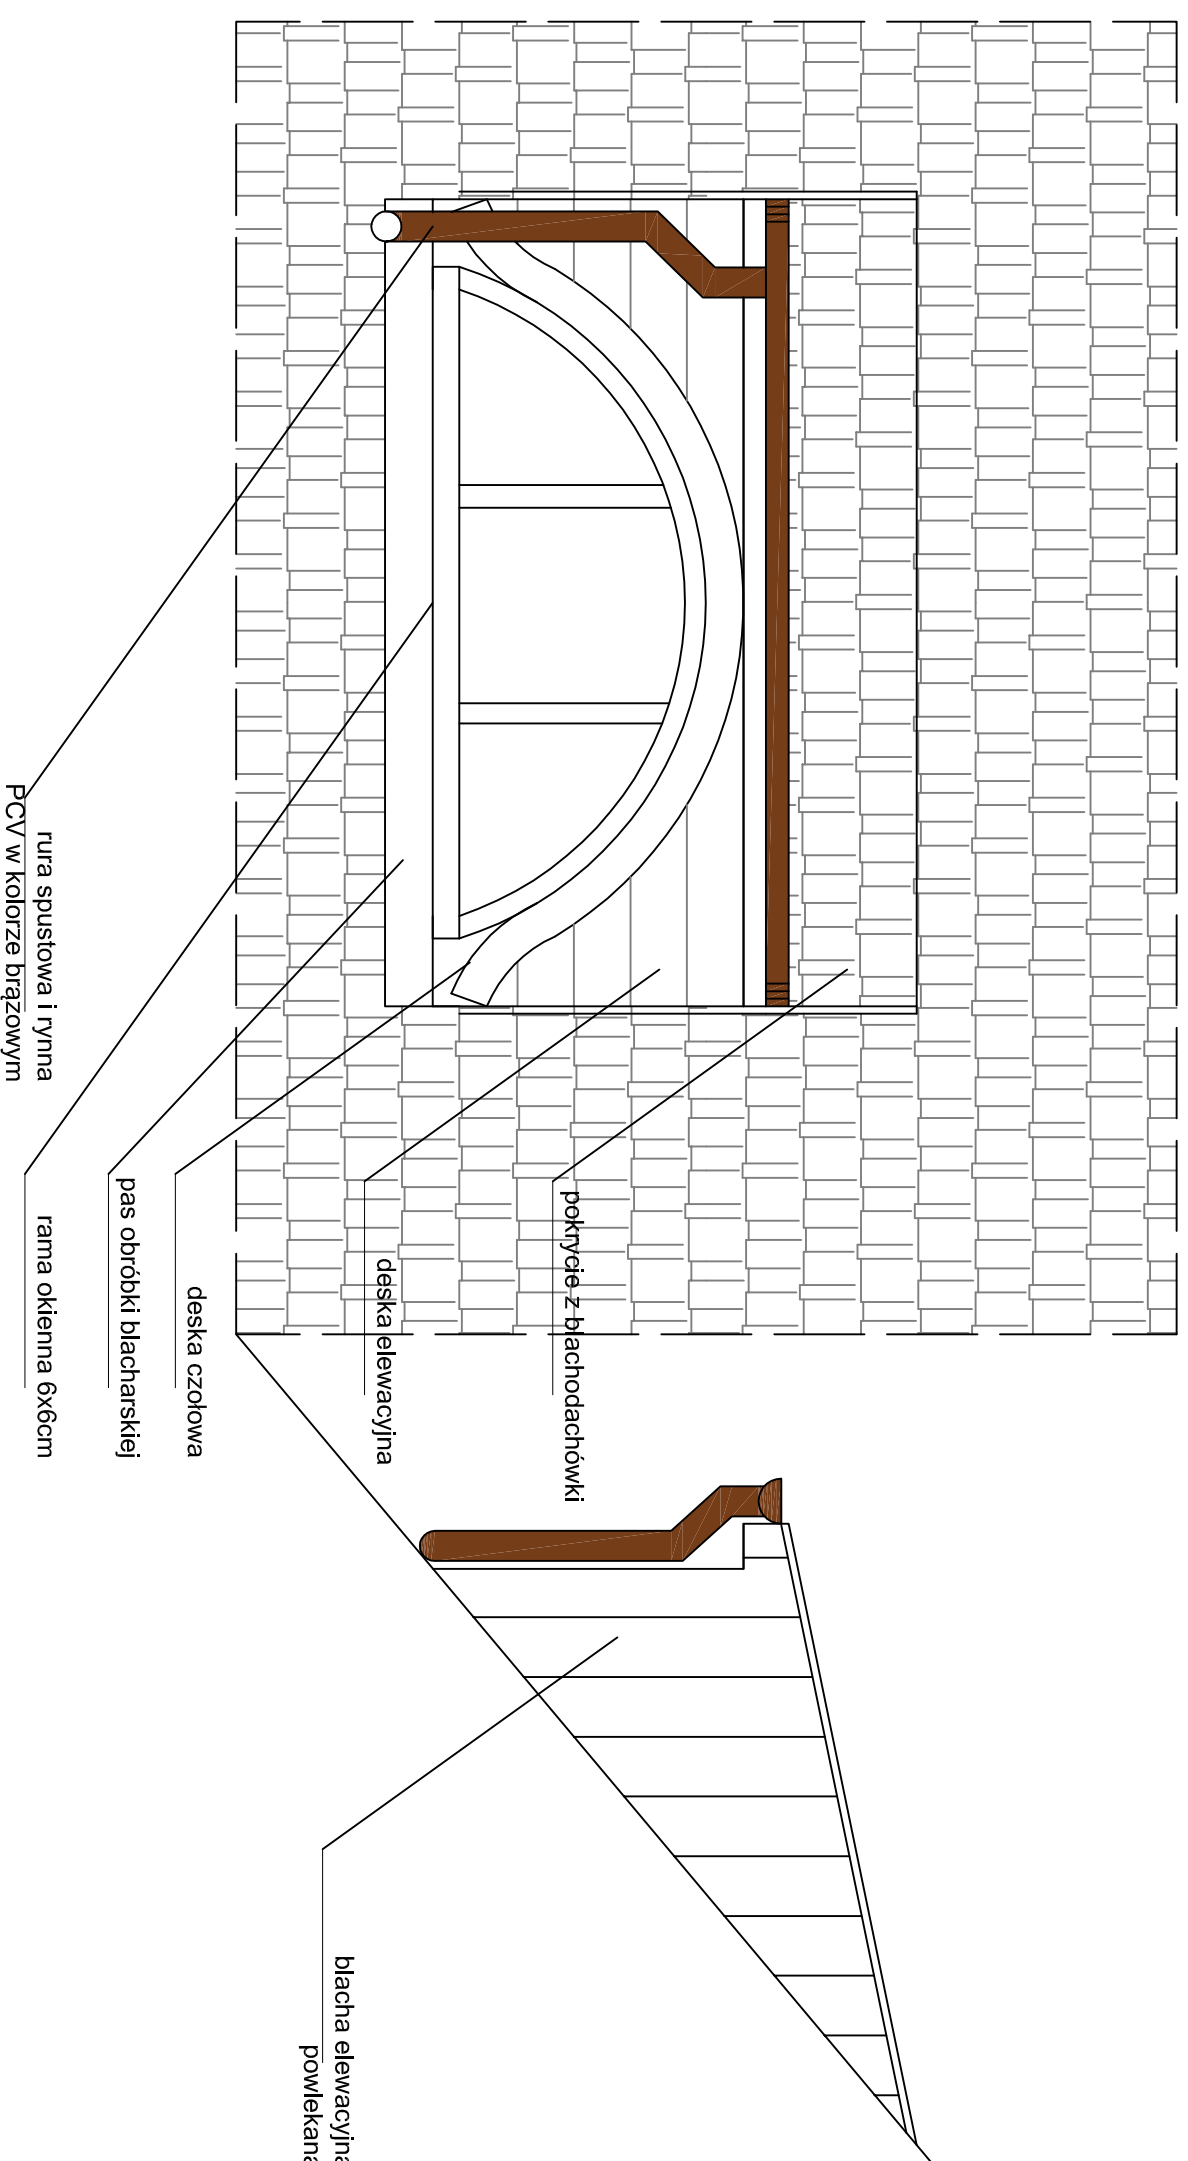 pokrycie z blachodachówki
deska elewacyjna
deska czołowa
pas obróbki blacharskiej
rura spustowa i rynna
PCV w kolorze brązowym
rama okienna 6x6cm
blacha elewacyjna
powlekana